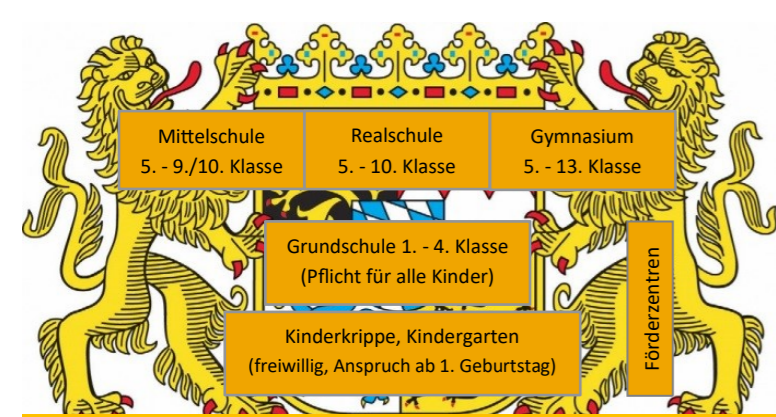 Mittelschule
5. - 9./10. Klasse
Realschule
5. - 10. Klasse
Gymnasium
5. - 13. Klasse
Grundschule 1. - 4. Klasse
(Pflicht für alle Kinder)
Kinderkrippe, Kindergarten
(freiwillig, Anspruch ab 1. Geburtstag)
Förderzentren